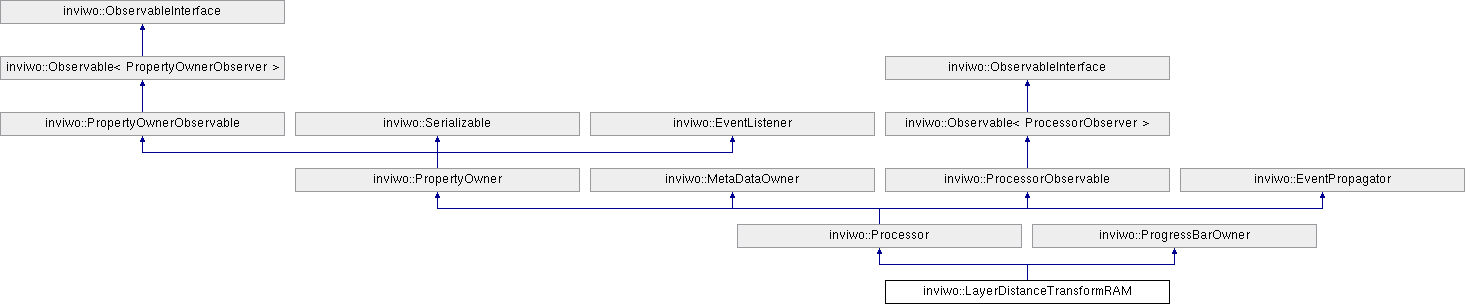 inviwo::ObservableInterface
inviwo::Observable< PropertyOwnerObserver >
inviwo::ObservableInterface
inviwo::PropertyOwnerObservable
inviwo::Serializable
inviwo::EventListener
inviwo::Observable< ProcessorObserver >
inviwo::PropertyOwner
inviwo::MetaDataOwner
inviwo::ProcessorObservable
inviwo::EventPropagator
inviwo::Processor
inviwo::ProgressBarOwner
inviwo::LayerDistanceTransformRAM